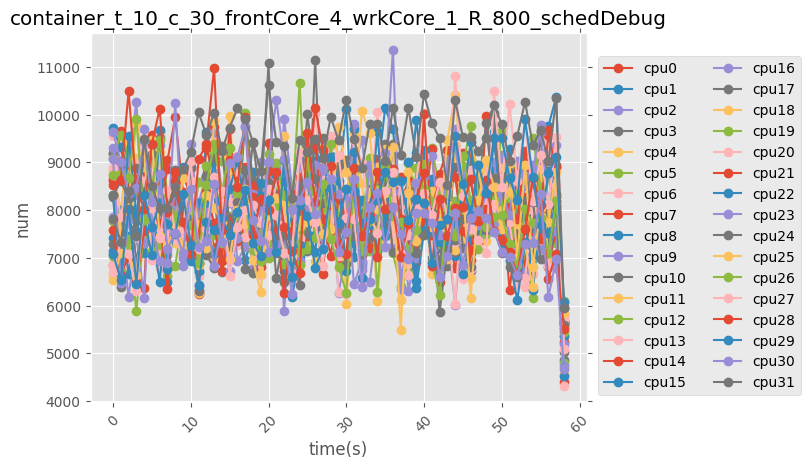 container_t_10_c_30_frontCore_4_wrkCore_1_R_800_schedDebug
11000
10000
9000
8000
7000
6000
5000
4000
num
0
10
20
30
40
50
60
time(s)
cpu0
cpu1
cpu2
cpu3
cpu4
cpu5
cpu6
cpu7
cpu8
cpu9
cpu10
cpu11
cpu12
cpu13
cpu14
cpu15
cpu16
cpu17
cpu18
cpu19
cpu20
cpu21
cpu22
cpu23
cpu24
cpu25
cpu26
cpu27
cpu28
cpu29
cpu30
cpu31